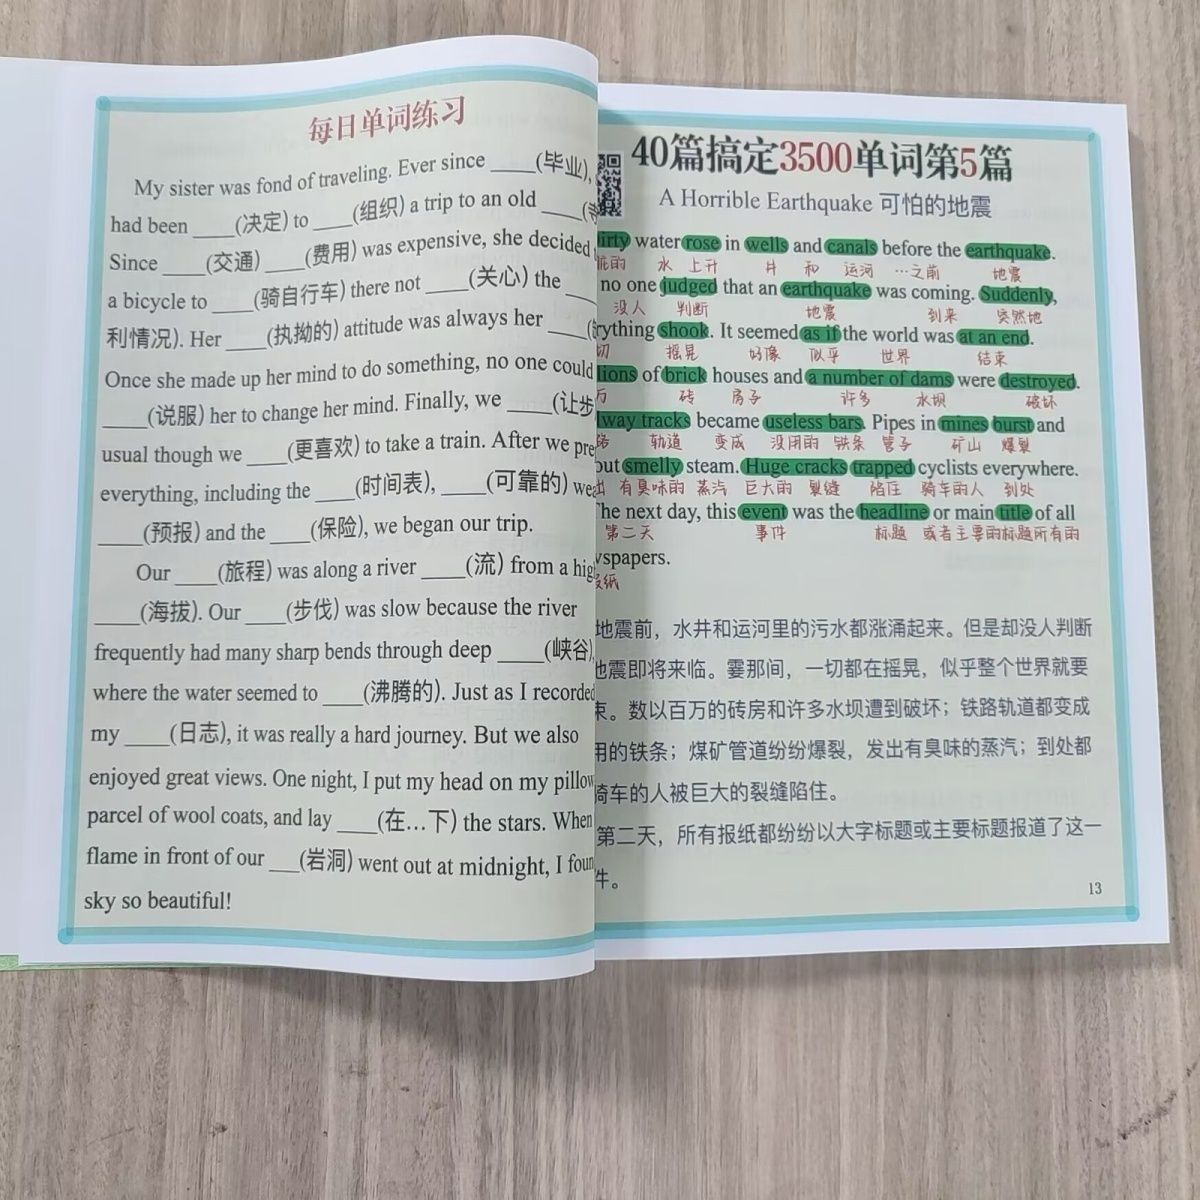 每日单词练习
My sister was fond of traveling. Ever since ____(毕业),
had been ____(决定) to ____(组织) a trip to an old ____(
Since ____(交通) ____(费用) was expensive, she decided
a bicycle to ____(骑自行车) there not ____(关心) the ____
利情况). Her ____(执拗的) attitude was always her ____(
Once she made up her mind to do something, no one could
____(说服) her to change her mind. Finally, we ____(让步
usual though we ____(更喜欢) to take a train. After we pre
everything, including the ____(时间表), ____(可靠的) wea
____(预报) and the ____(保险), we began our trip.
Our ____(旅程) was along a river ____(流) from a hig
____(海拔). Our ____(步伐) was slow because the river
frequently had many sharp bends through deep ____(峡谷),
where the water seemed to ____(沸腾的). Just as I recorded
my ____(日志), it was really a hard journey. But we also
enjoyed great views. One night, I put my head on my pillow
parcel of wool coats, and lay ____(在…下) the stars. When
flame in front of our ___(岩洞) went out at midnight, I foun
sky so beautiful!
40篇搞定3500单词第5篇
A Horrible Earthquake 可怕的地震
irty water rose in wells and canals before the earthquake.
脏的 水 上升 井 和 运河 …之前 地震
no one judged that an earthquake was coming. Suddenly,
没人 判断 地震 到来 突然地
rything shook. It seemed as if the world was at an end.
切 摇晃 好像 似乎 世界 结束
lions of brick houses and a number of dams were destroyed.
万 砖 房子 许多 水坝 破坏
lway tracks became useless bars. Pipes in mines burst and
路 轨道 变成 没用的 铁条 管子 矿山 爆裂
out smelly steam. Huge cracks trapped cyclists everywhere.
出 有臭味的 蒸汽 巨大的 裂缝 陷住 骑车的人 到处
The next day, this event was the headline or main title of all
第二天 事件 标题 或者主要的标题所有的
wspapers.
报纸
地震前，水井和运河里的污水都涨涌起来。但是却没人判断
地震即将来临。霎那间，一切都在摇晃，似乎整个世界就要
束。数以百万的砖房和许多水坝遭到破坏；铁路轨道都变成
用的铁条；煤矿管道纷纷爆裂，发出有臭味的蒸汽；到处都
骑车的人被巨大的裂缝陷住。
第二天，所有报纸都纷纷以大字标题或主要标题报道了这一
件。
13